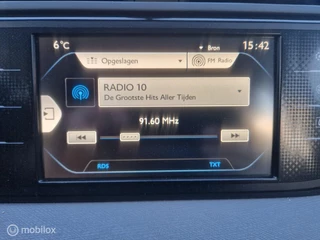 6°C
Bron
15:42
Opgeslagen
FM Radio
RADIO 10
De Grootste Hits Aller Tijden
91.60 MHz
RDS
TXT
mobilox